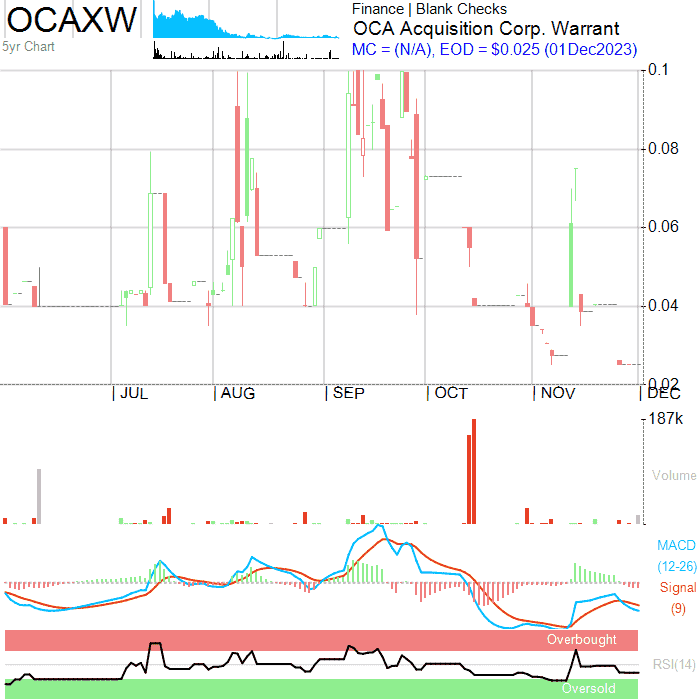 OCAXW
5yr Chart
Finance | Blank Checks
OCA Acquisition Corp. Warrant
MC = (N/A), EOD = $0.025 (01Dec2023)
0.1
0.08
0.06
0.04
0.02
| JUL | AUG | SEP | OCT | NOV | DEC
187k
Volume
MACD
(12-26)
Signal
(9)
Overbought
RSI(14)
Oversold